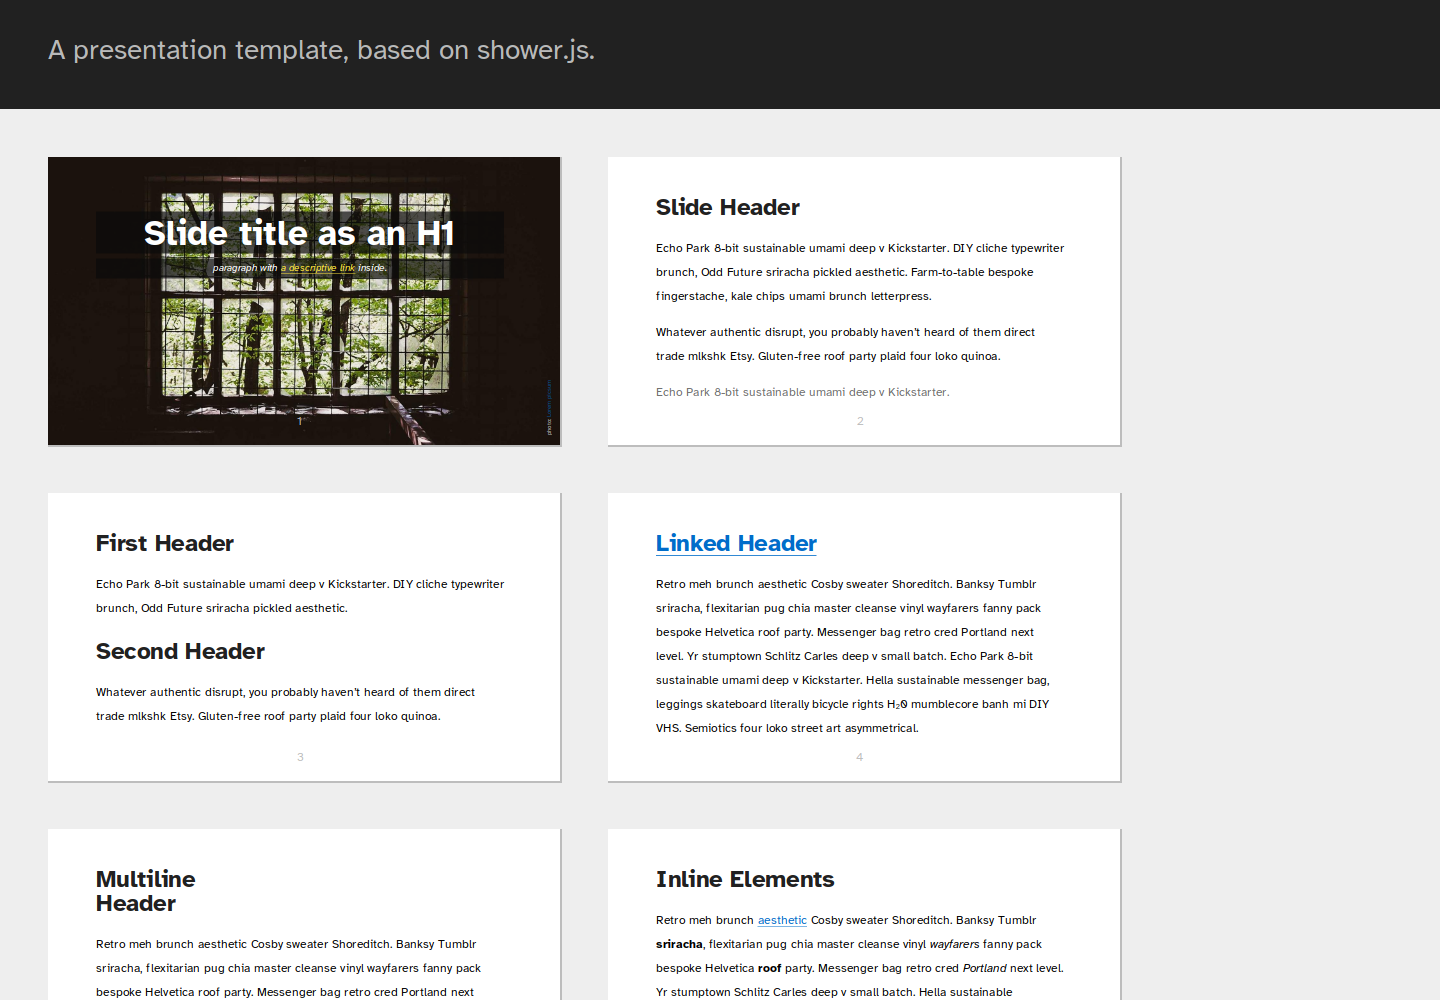 A presentation template, based on shower.js.
Slide title as an H1
paragraph with a descriptive link inside.
photo: Lorem picsum
1
Slide Header
Echo Park 8-bit sustainable umami deep v Kickstarter. DIY cliche typewriter
brunch, Odd Future sriracha pickled aesthetic. Farm-to-table bespoke
fingerstache, kale chips umami brunch letterpress.
Whatever authentic disrupt, you probably haven't heard of them direct
trade mlkshk Etsy. Gluten-free roof party plaid four loko quinoa.
Echo Park 8-bit sustainable umami deep v Kickstarter.
2
First Header
Echo Park 8-bit sustainable umami deep v Kickstarter. DIY cliche typewriter
brunch, Odd Future sriracha pickled aesthetic.
Second Header
Whatever authentic disrupt, you probably haven't heard of them direct
trade mlkshk Etsy. Gluten-free roof party plaid four loko quinoa.
3
Linked Header
Retro meh brunch aesthetic Cosby sweater Shoreditch. Banksy Tumblr
sriracha, flexitarian pug chia master cleanse vinyl wayfarers fanny pack
bespoke Helvetica roof party. Messenger bag retro cred Portland next
level. Yr stumptown Schlitz Carles deep v small batch. Echo Park 8-bit
sustainable umami deep v Kickstarter. Hella sustainable messenger bag,
leggings skateboard literally bicycle rights H₂0 mumblecore banh mi DIY
VHS. Semiotics four loko street art asymmetrical.
4
Multiline
Header
Retro meh brunch aesthetic Cosby sweater Shoreditch. Banksy Tumblr
sriracha, flexitarian pug chia master cleanse vinyl wayfarers fanny pack
bespoke Helvetica roof party. Messenger bag retro cred Portland next
Inline Elements
Retro meh brunch aesthetic Cosby sweater Shoreditch. Banksy Tumblr
sriracha, flexitarian pug chia master cleanse vinyl wayfarers fanny pack
bespoke Helvetica roof party. Messenger bag retro cred Portland next level.
Yr stumptown Schlitz Carles deep v small batch. Hella sustainable